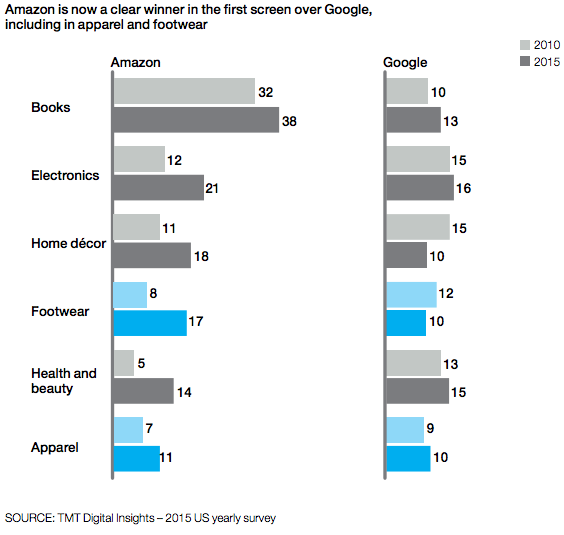 Amazon is now a clear winner in the first screen over Google,
including in apparel and footwear
2010
2015
Amazon
Google
Books
32
38
10
13
Electronics
12
21
15
16
Home décor
11
18
15
10
Footwear
8
17
12
10
Health and
beauty
5
14
13
15
Apparel
7
11
9
10
SOURCE: TMT Digital Insights – 2015 US yearly survey